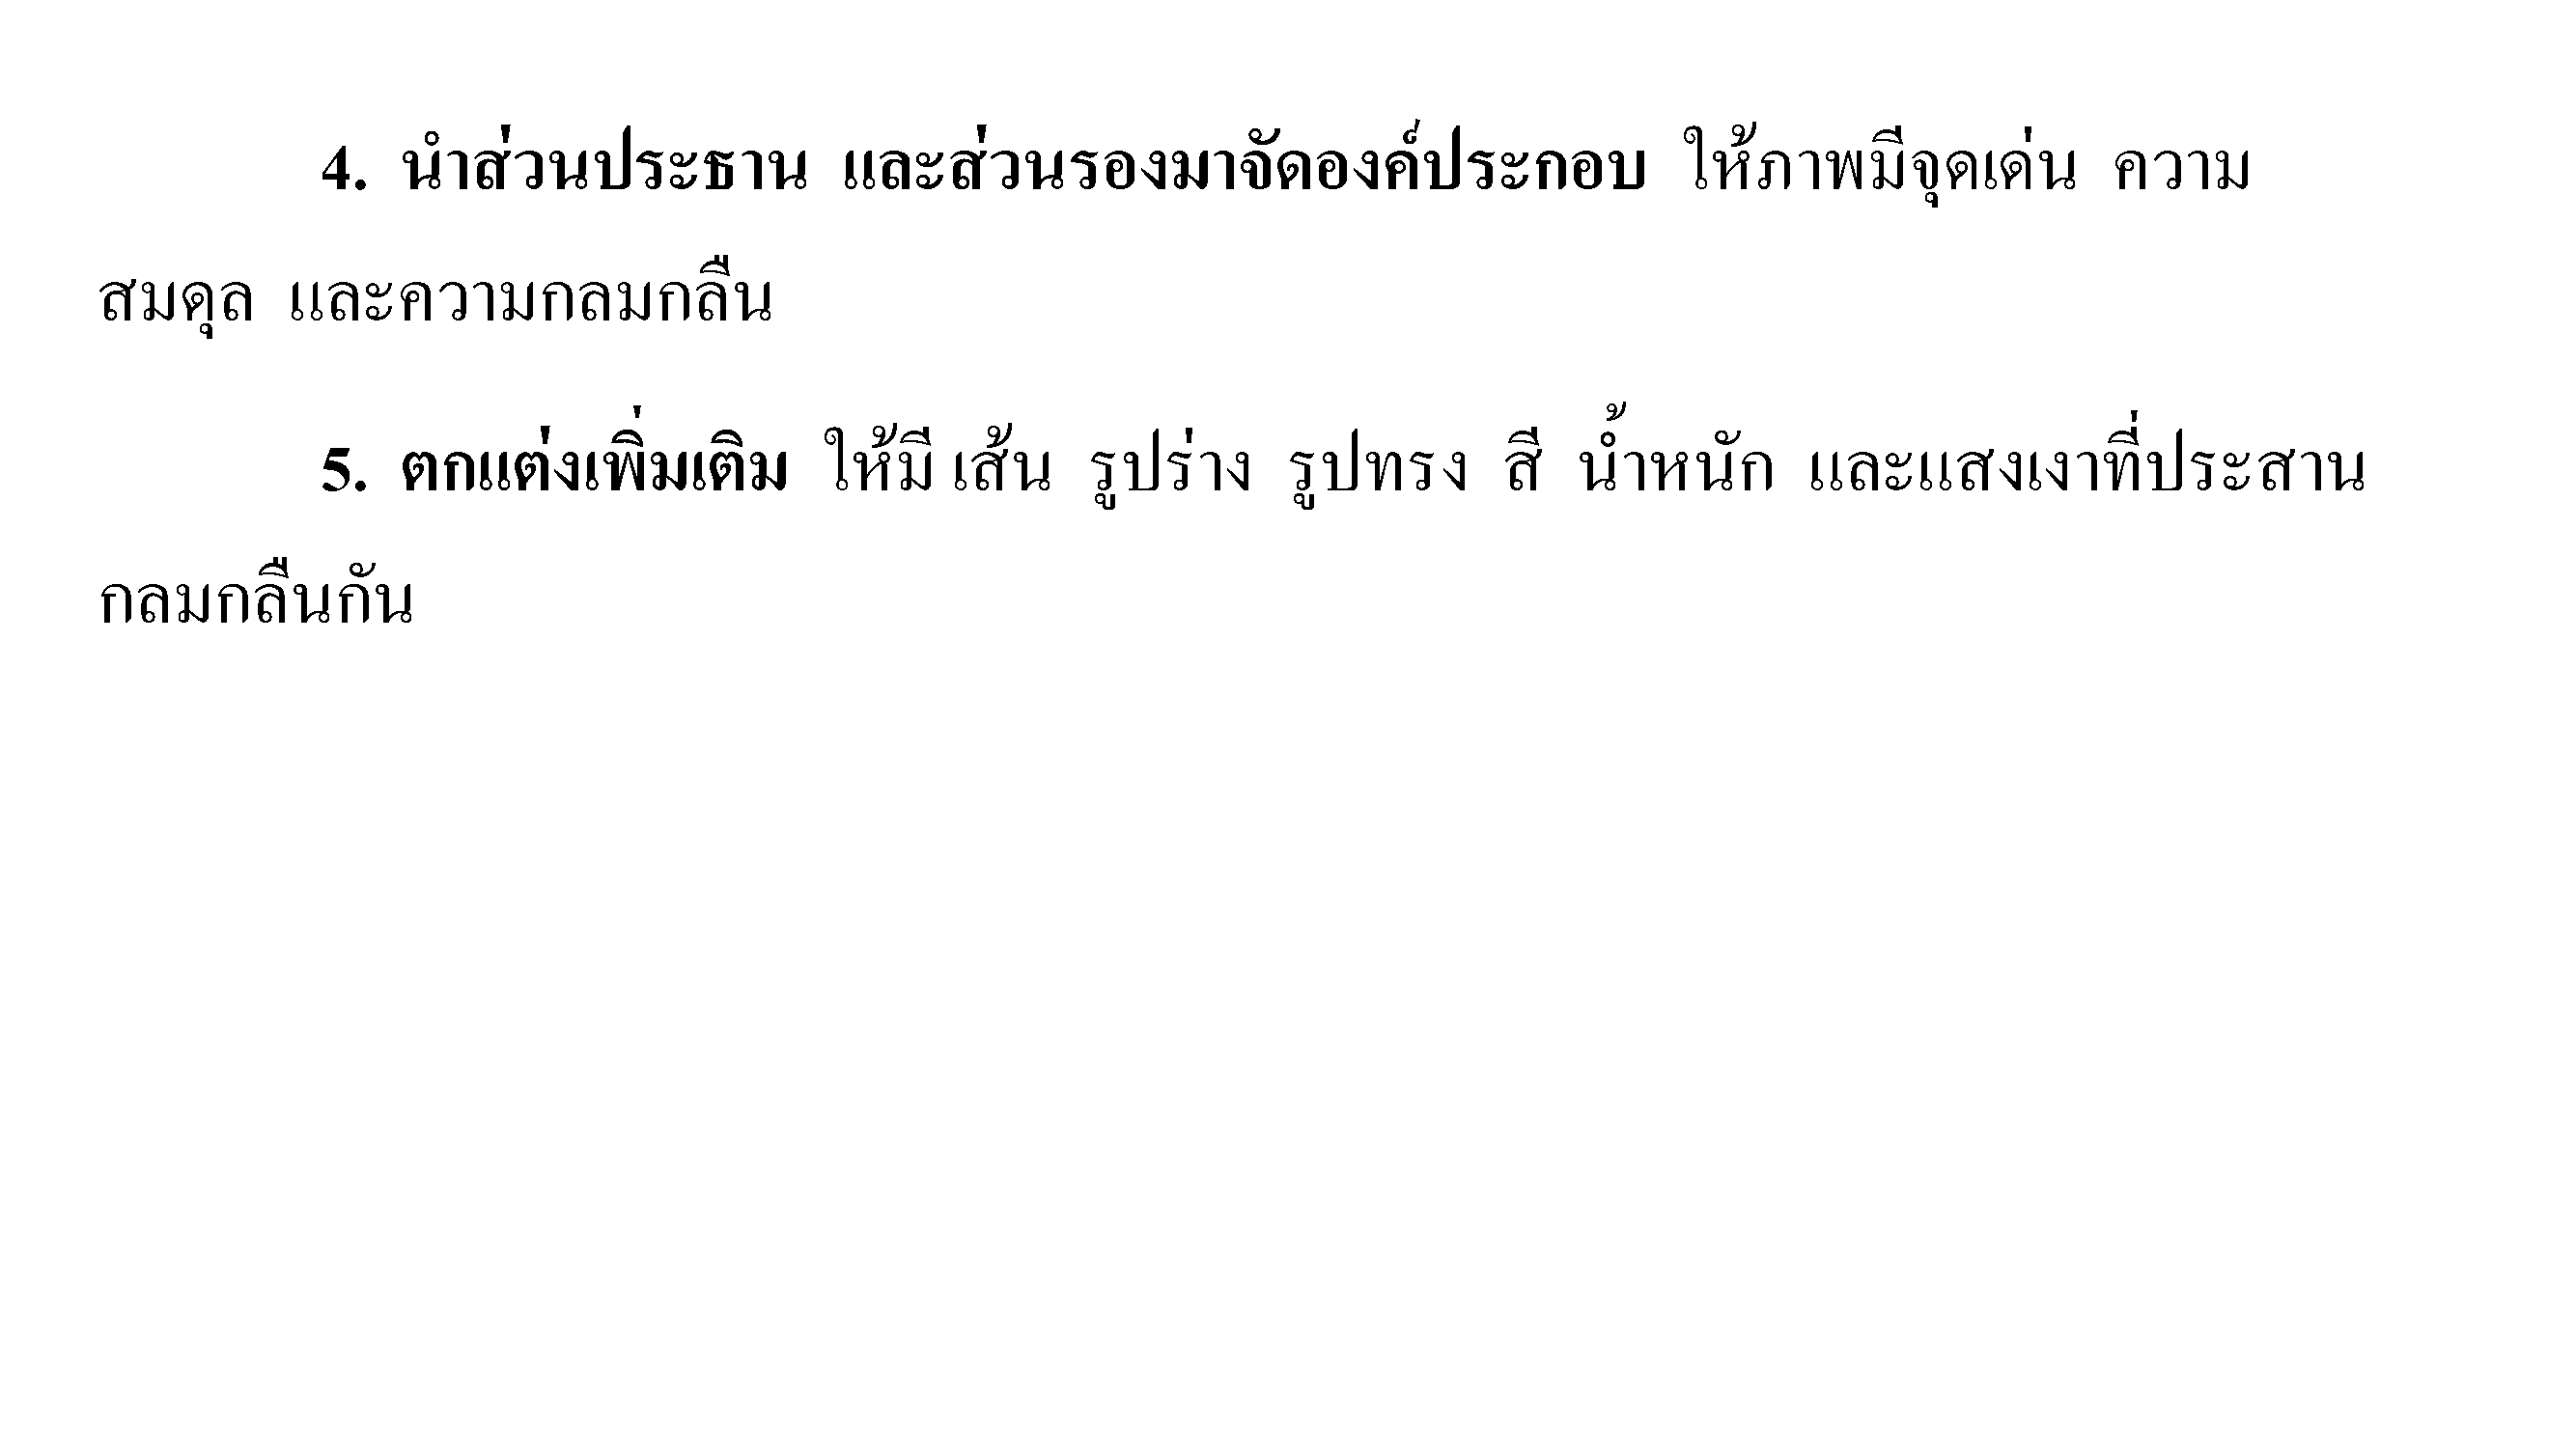 4. นำส่วนประธาน และส่วนรองมาจัดองค์ประกอบ ให้ภาพมีจุดเด่น ความ
สมดุล และความกลมกลืน
5. ตกแต่งเพิ่มเติม ให้มี เส้น รูปร่าง รูปทรง สี น้ำหนัก และแสงเงาที่ประสาน
กลมกลืนกัน